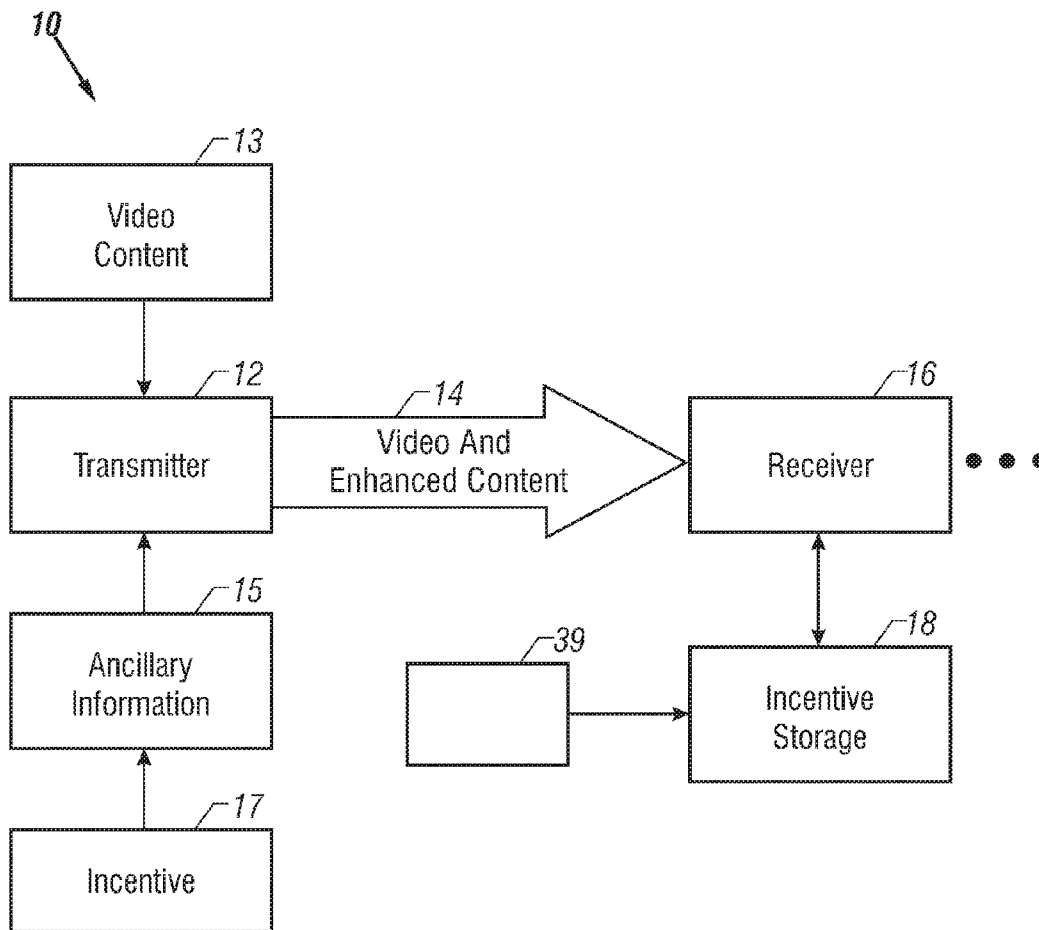 10
13
Video
Content
12
Transmitter
14
Video And
Enhanced Content
16
Receiver
15
Ancillary
Information
39
18
Incentive
Storage
17
Incentive